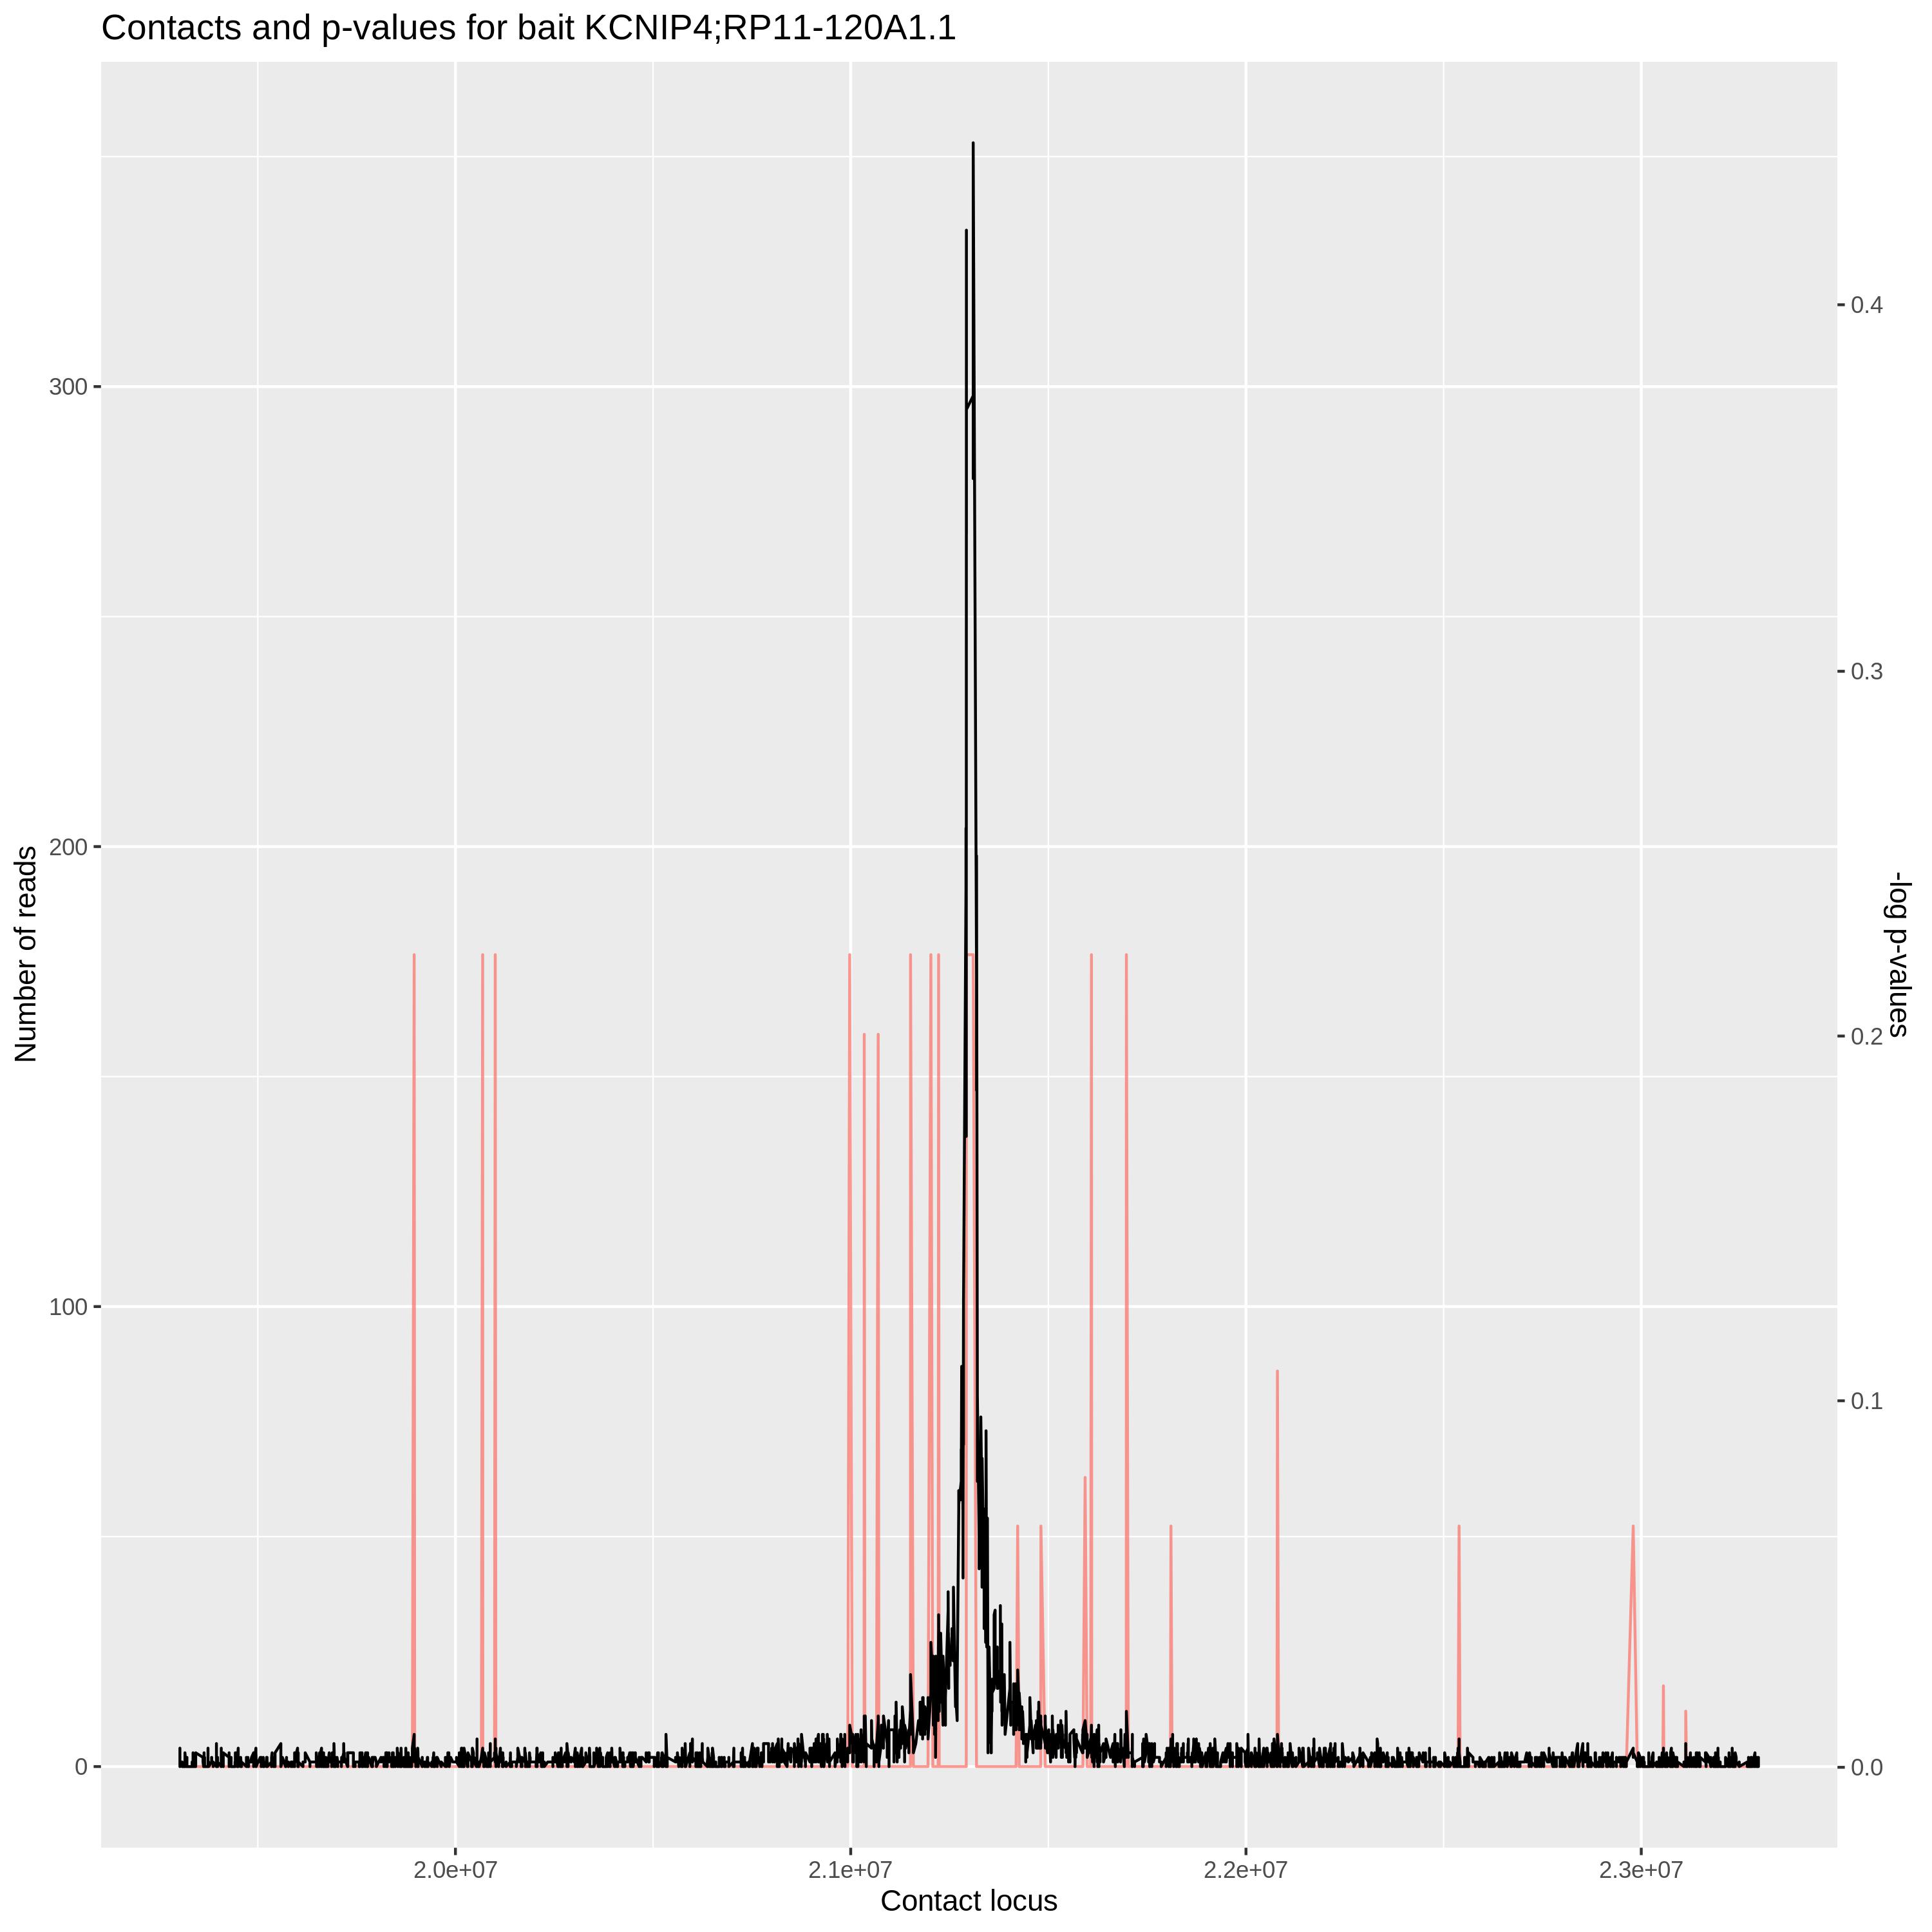 Contacts and p-values for bait KCNIP4;RP11-120A1.1
300
200
100
0
Number of reads
0.4
0.3
0.2
0.1
0.0
-log p-values
2.0e+07
2.1e+07
2.2e+07
2.3e+07
Contact locus